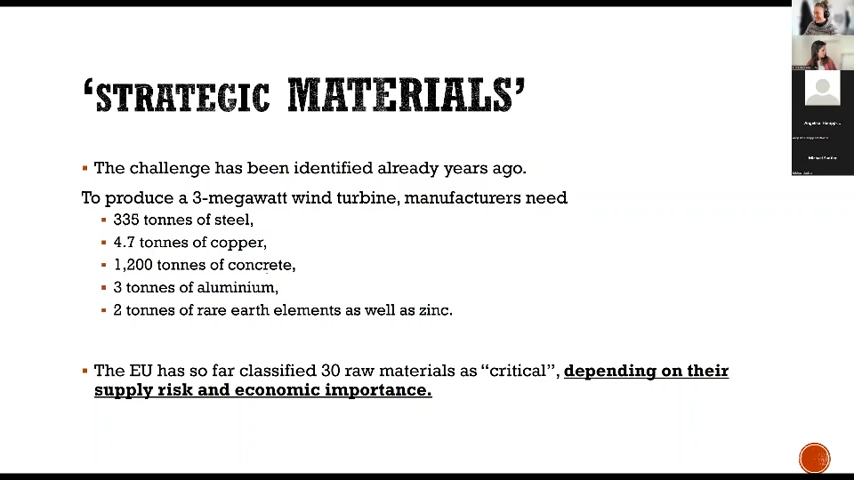 ‘STRATEGIC MATERIALS’
The challenge has been identified already years ago.
To produce a 3-megawatt wind turbine, manufacturers need
335 tonnes of steel,
4.7 tonnes of copper,
1,200 tonnes of concrete,
3 tonnes of aluminium,
2 tonnes of rare earth elements as well as zinc.
The EU has so far classified 30 raw materials as “critical”, depending on their
supply risk and economic importance.